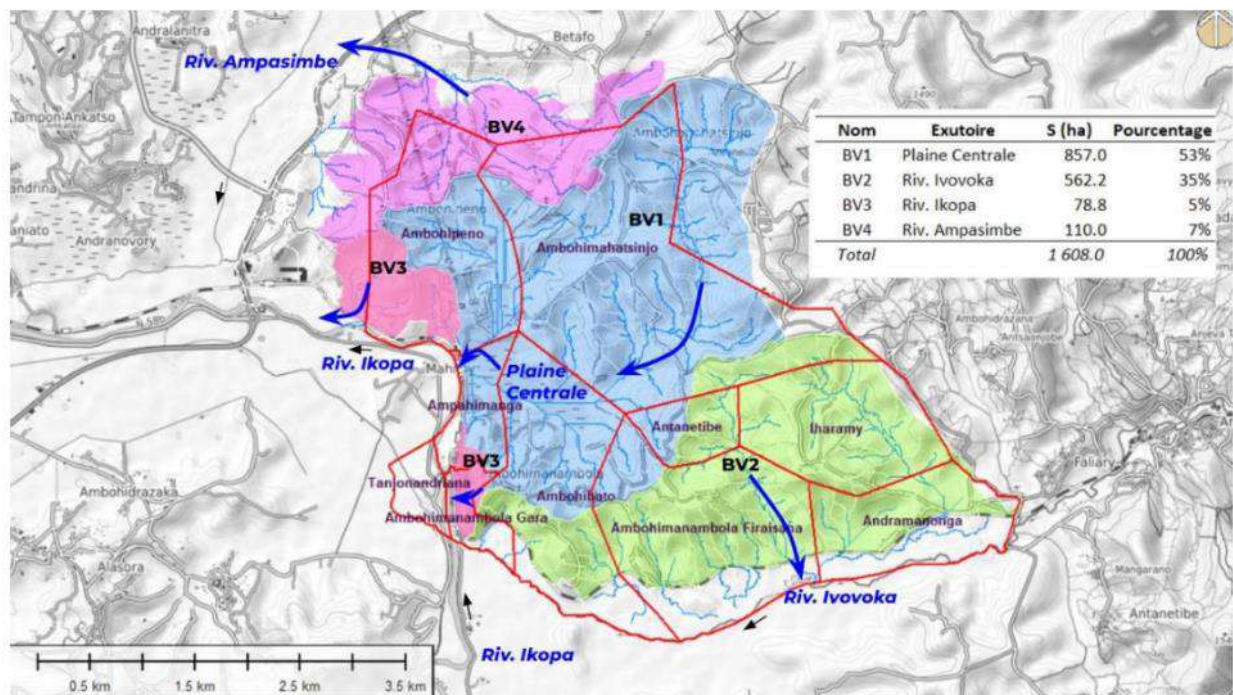 Andralanitra
Betafo
Riv. Ampasimbe
1490
Tampon-Ankatso
BV4
Ambohimahatsinjo
Nom Exutoire S (ha) Pourcentage
BV1 Plaine Centrale 857.0 53%
BV2 Riv. Ivovoka 562.2 35%
BV3 Riv. Ikopa 78.8 5%
BV4 Riv. Ampasimbe 110.0 7%
Total 1 608.0 100%
Andranovory
Ambohipeno
BV1
Ambohipeno
Ambohimahatsinjo
BV3
Riv. Ikopa
Plaine
Centrale
Ampahimanga
Antanetibe
Iharamy
BV3
BV2
Faliary
Tanjonandriana
Ambohimanambola
Ambohibato
Ambohidrazaka
Ambohimanambola Gara
Ambohimanambola Firaisana
Andramanonga
Alasora
Mangarano
Riv. Ivovoka
Antanetibe
Riv. Ikopa
0.5 km 1.5 km 2.5 km 3.5 km